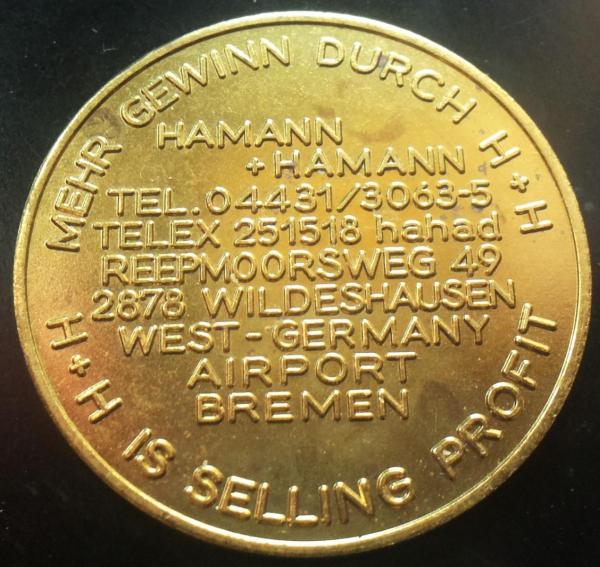 MEHR GEWINN DURCH H+H
HAMANN
+HAMANN
TEL.04431/3063-5
TELEX 251518 hahad
REEPMOORSWEG 49
2878 WILDESHAUSEN
WEST-GERMANY
AIRPORT
BREMEN
H+H IS SELLING PROFIT